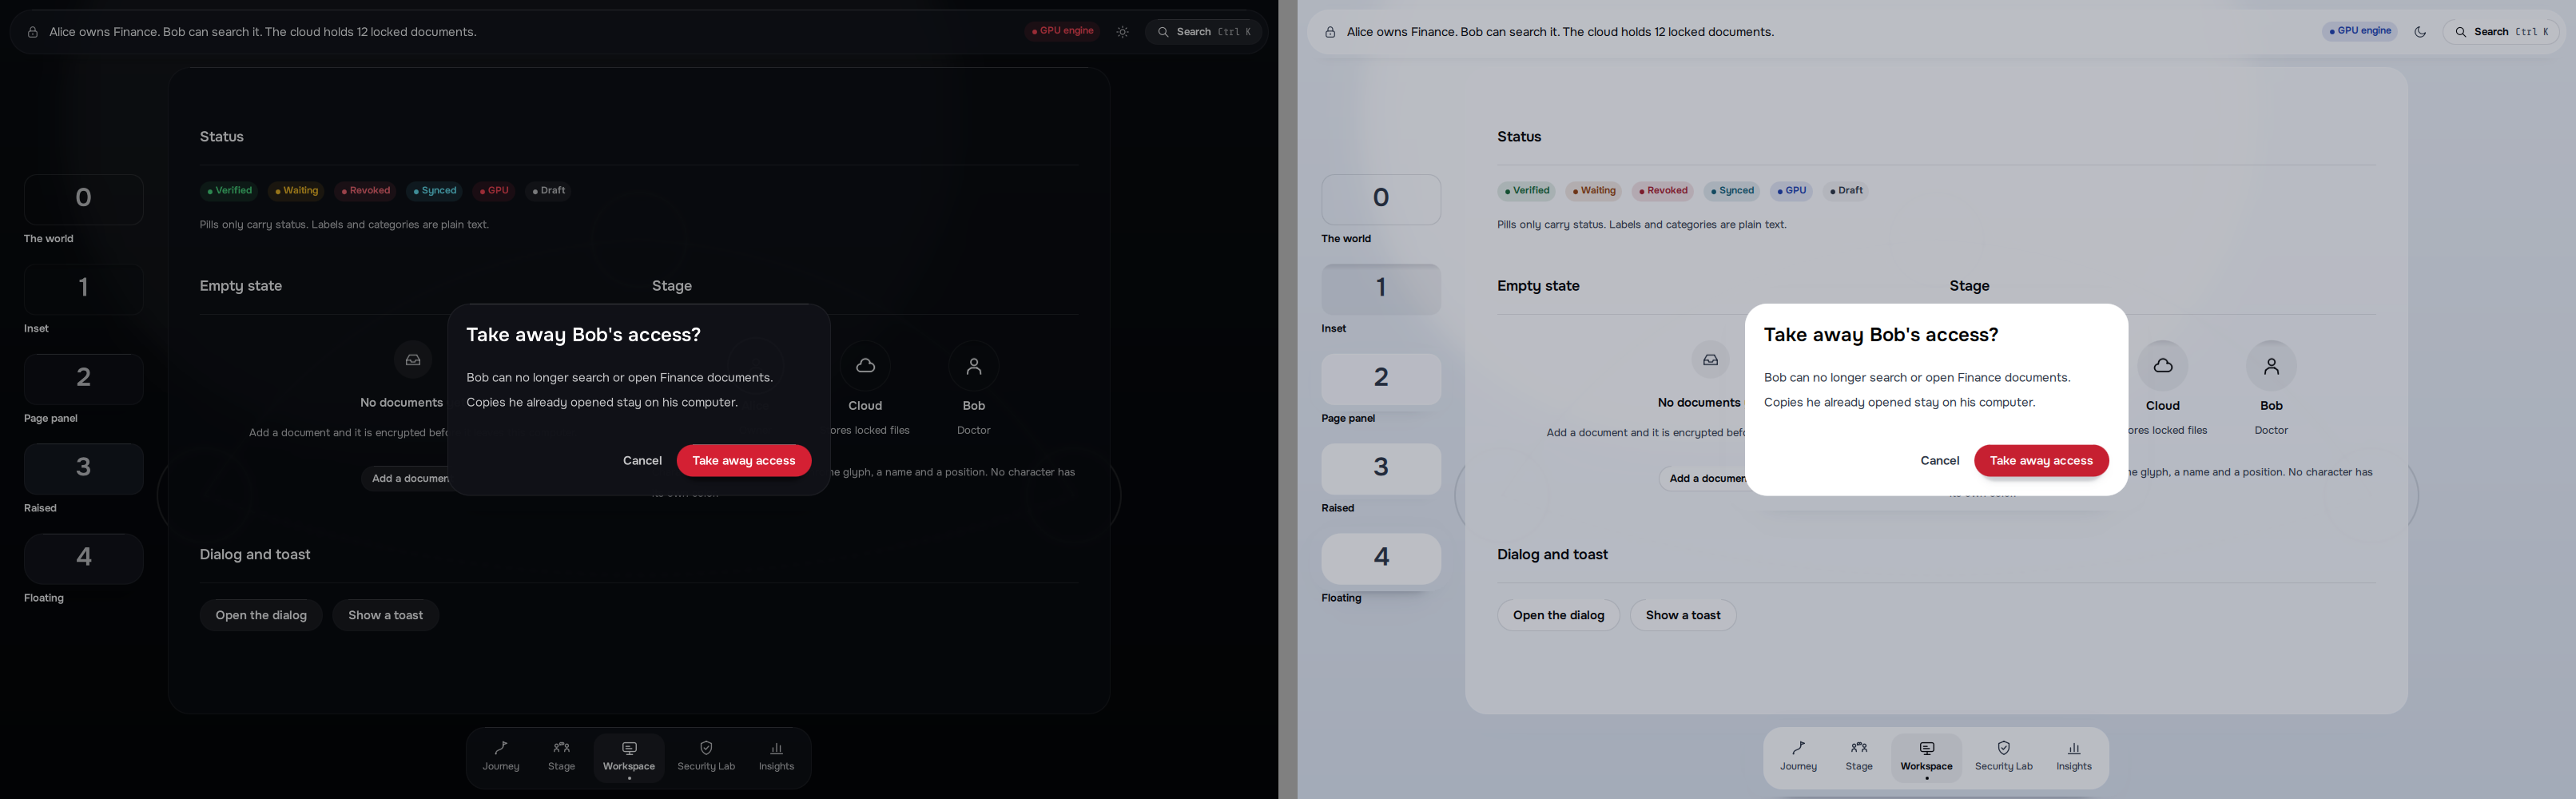 Alice owns Finance. Bob can search it. The cloud holds 12 locked documents.
GPU engine
Search Ctrl K
0
The world
1
Inset
2
Page panel
3
Raised
4
Floating
Status
Verified Waiting Revoked Synced GPU Draft
Pills only carry status. Labels and categories are plain text.
Empty state
Stage
No documents
Add a document and it is encrypted befo
Add a documen
Cloud
ores locked files
Bob
Doctor
ne glyph, a name and a position. No character has
Take away Bob's access?
Bob can no longer search or open Finance documents.
Copies he already opened stay on his computer.
Cancel Take away access
Dialog and toast
Open the dialog Show a toast
Journey Stage Workspace Security Lab Insights
Alice owns Finance. Bob can search it. The cloud holds 12 locked documents.
GPU engine
Search Ctrl K
0
The world
1
Inset
2
Page panel
3
Raised
4
Floating
Status
Verified Waiting Revoked Synced GPU Draft
Pills only carry status. Labels and categories are plain text.
Empty state
Stage
No documents
Add a document and it is encrypted befo
Add a documen
Cloud
ores locked files
Bob
Doctor
ne glyph, a name and a position. No character has
Take away Bob's access?
Bob can no longer search or open Finance documents.
Copies he already opened stay on his computer.
Cancel Take away access
Dialog and toast
Open the dialog Show a toast
Journey Stage Workspace Security Lab Insights